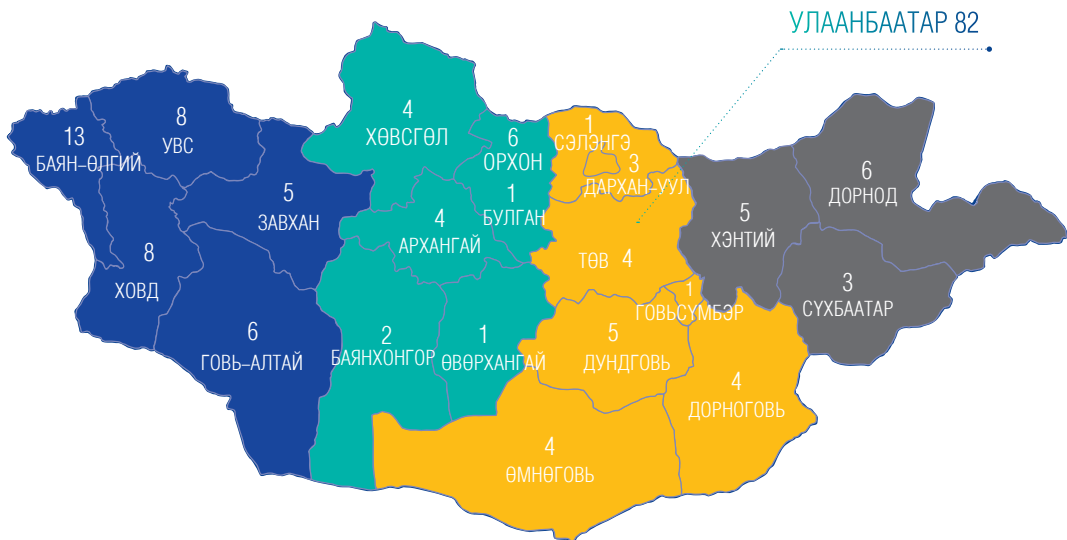 УЛААНБААТАР 82
13
БАЯН-ӨЛГИЙ
8
УВС
5
ЗАВХАН
8
ХОВД
6
ГОВЬ-АЛТАЙ
4
ХӨВСГӨЛ
6
ОРХОН
1
БУЛГАН
4
АРХАНГАЙ
2
БАЯНХОНГОР
1
ӨВӨРХАНГАЙ
1
СЭЛЭНГЭ
3
ДАРХАН-УУЛ
ТӨВ 4
1
ГОВЬСҮМБЭР
5
ДУНДГОВЬ
4
ДОРНОГОВЬ
4
ӨМНӨГОВЬ
5
ХЭНТИЙ
6
ДОРНОД
3
СҮХБААТАР